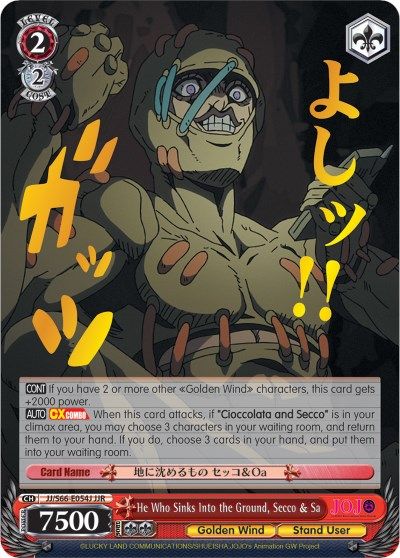 LEVEL
2
2
COST
よしッ!!
ガッツ
CONT If you have 2 or more other «Golden Wind» characters, this card gets
+2000 power.
AUTO CX COMBO When this card attacks, if "Cioccolata and Secco" is in your
climax area, you may choose 3 characters in your waiting room, and return
them to your hand. If you do, choose 3 cards in your hand, and put them
into your waiting room.
Card Name 地に沈めるもの セッコ&Oa
CH JJ/S66-E054J JJR
He Who Sinks Into the Ground, Secco & Sa
JOJO
POWER 7500
Golden Wind
Stand User
©LUCKY LAND COMMUNICATIONS/SHUEISHA,JOJO's Animation GW Project